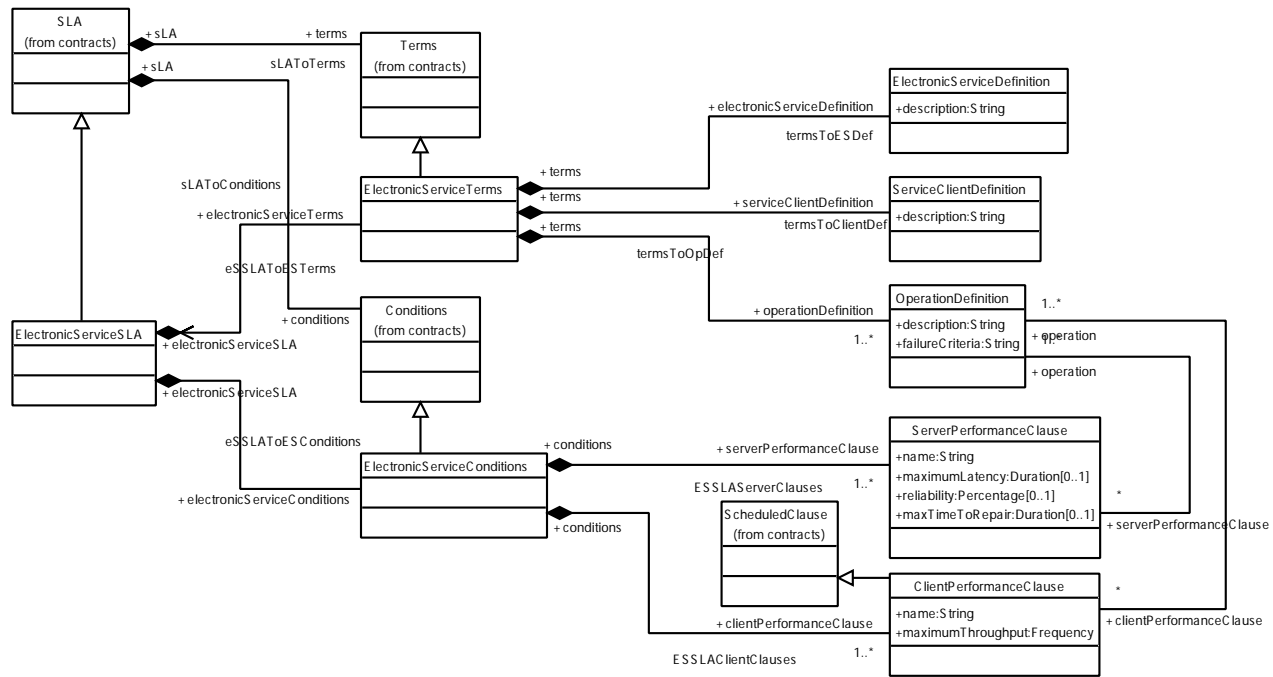 SLA
(from contracts)
+ sLA
+ terms
sLAToTerms
+ sLA
Terms
(from contracts)
ElectronicServiceDefinition
+description:String
+ electronicServiceDefinition
termsToESDef
+ terms
sLAToConditions
ElectronicServiceTerms
+ terms
+ serviceClientDefinition
ServiceClientDefinition
+description:String
+ electronicServiceTerms
termsToClientDef
+ terms
termsToOpDef
eSSLAToESTerms
OperationDefinition
+description:String
+failureCriteria:String
1..*
+ operation
1..*
+ operation
+ operationDefinition
1..*
Conditions
(from contracts)
+ conditions
ElectronicServiceSLA
+ electronicServiceSLA
+ electronicServiceSLA
eSSLAToESConditions
+ conditions
+ serverPerformanceClause
1..*
ESSLAServerClauses
ServerPerformanceClause
+name:String
+maximumLatency:Duration[0..1]
+reliability:Percentage[0..1]
+maxTimeToRepair:Duration[0..1]
*
+ serverPerformanceClause
ElectronicServiceConditions
+ electronicServiceConditions
+ conditions
ScheduledClause
(from contracts)
ClientPerformanceClause
+name:String
+maximumThroughput:Frequency
*
+ clientPerformanceClause
+ clientPerformanceClause
1..*
ESSLAClientClauses